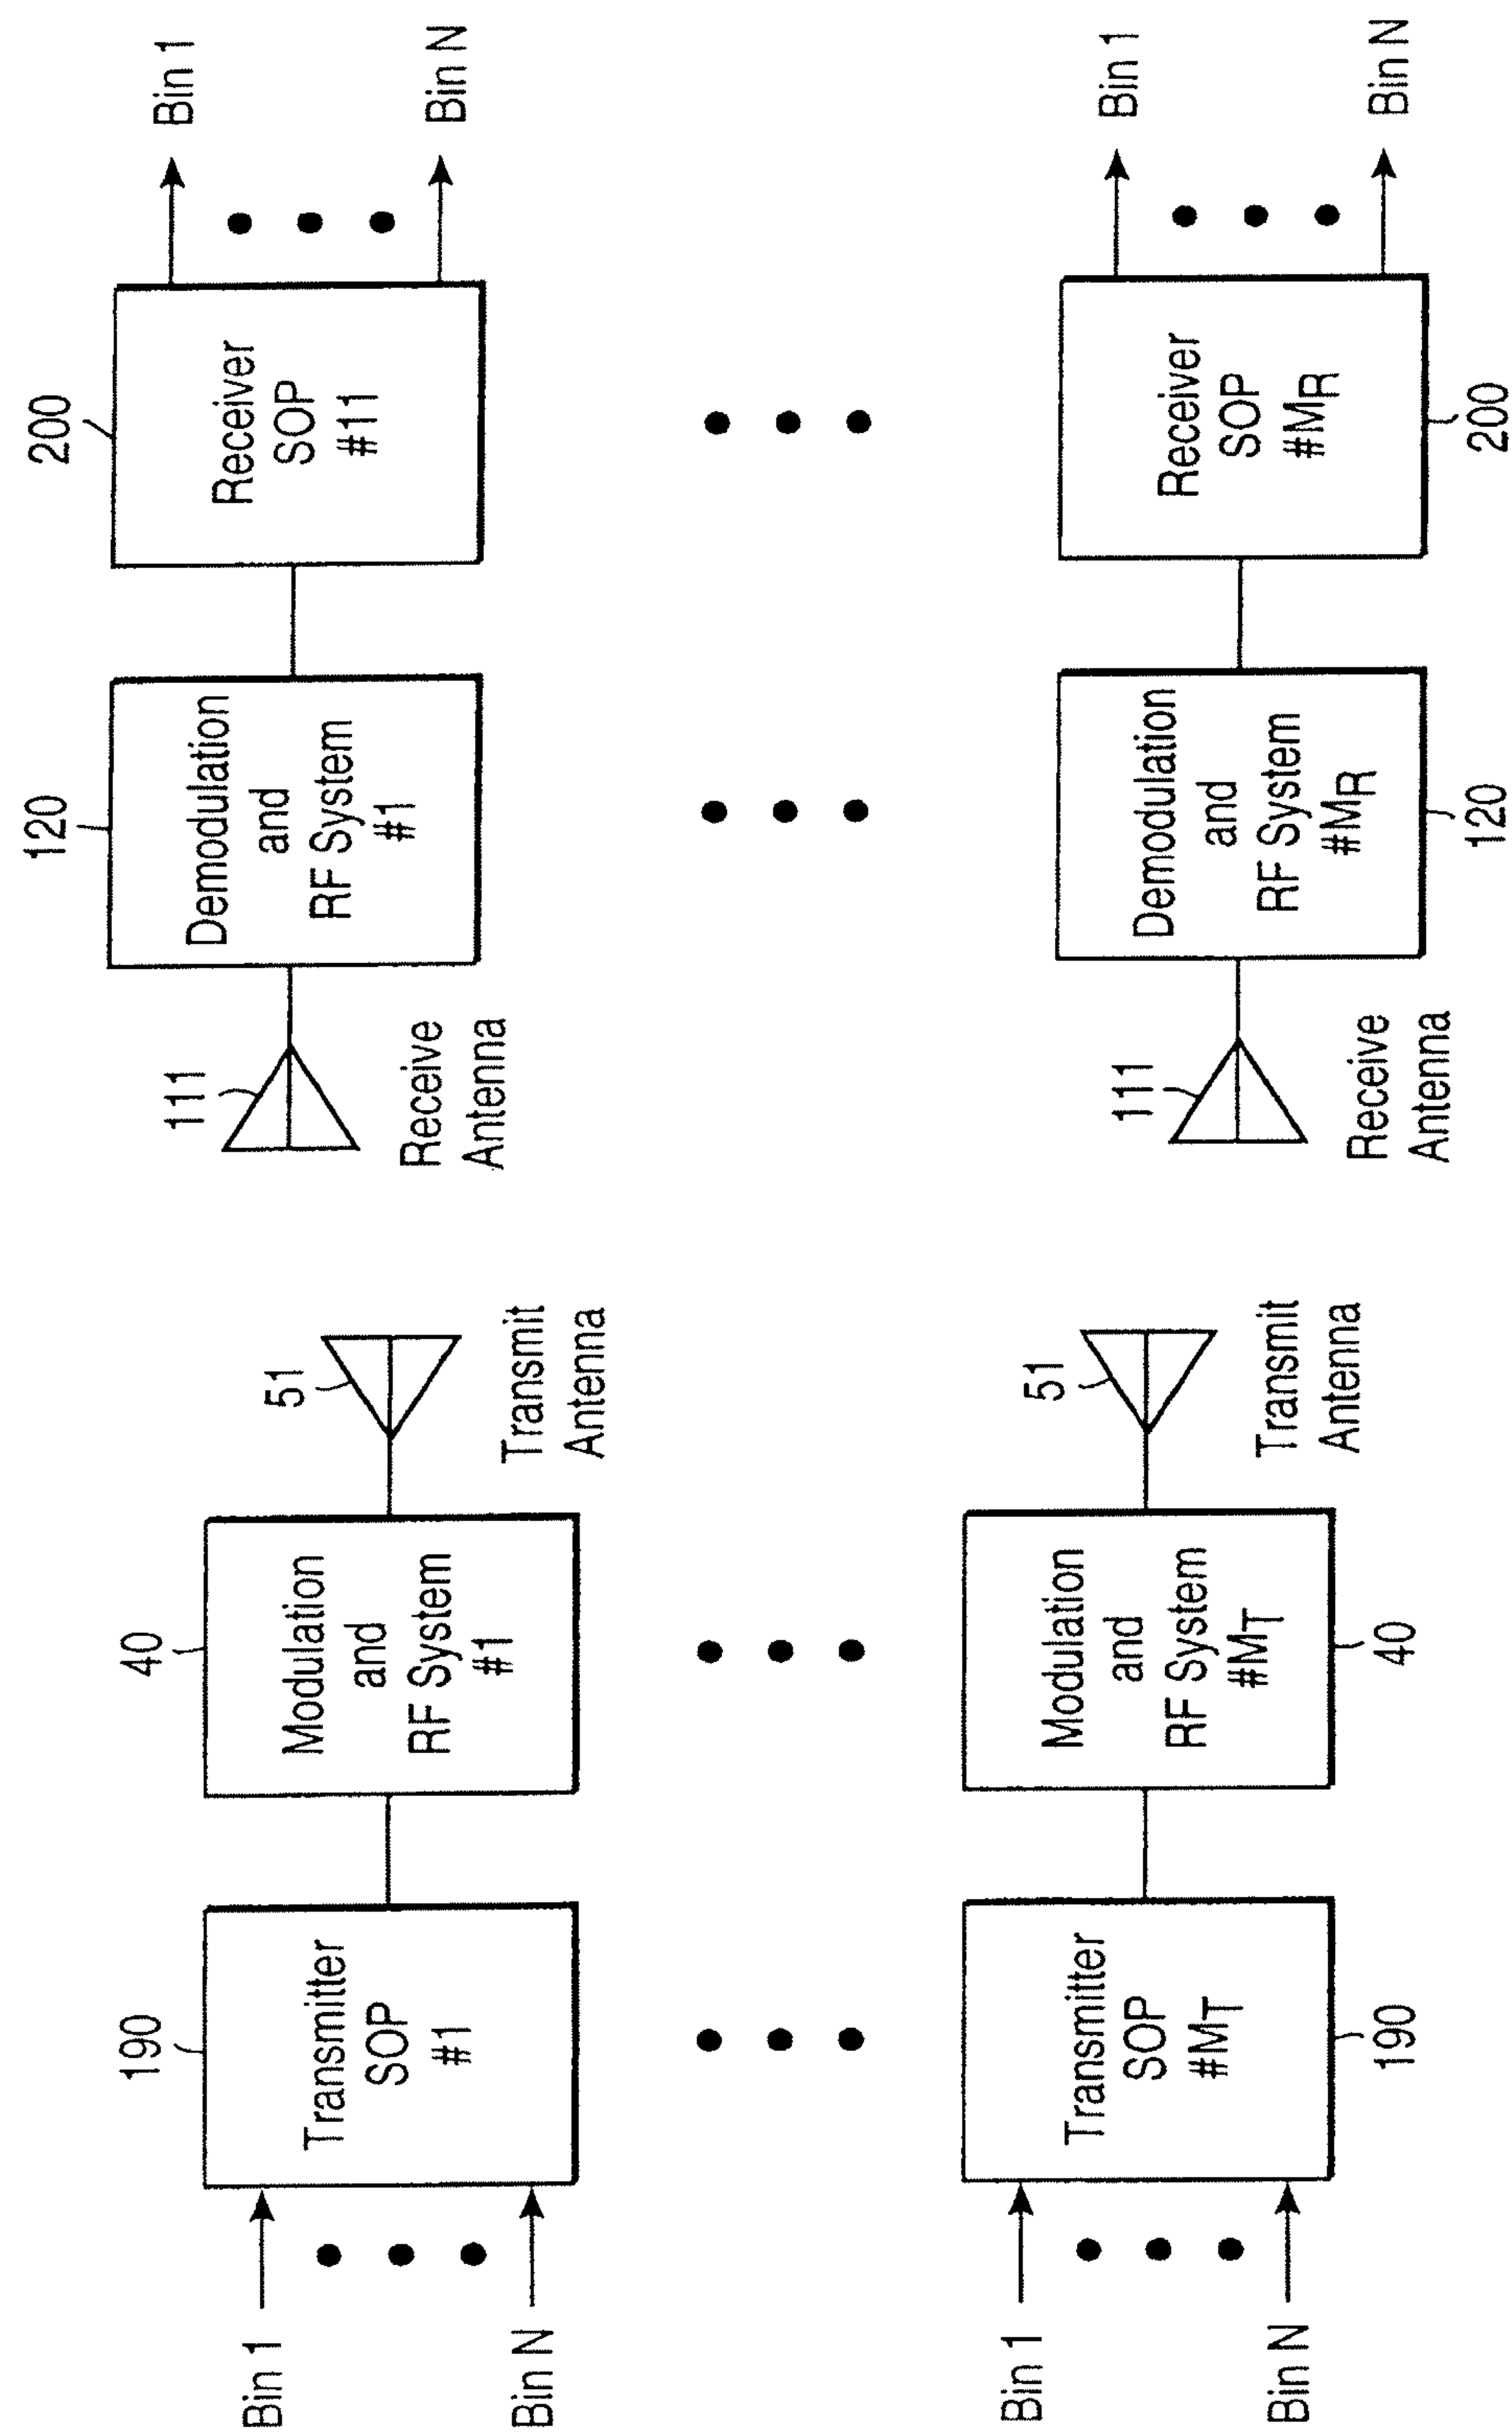 Bin 1
Bin N
190
Transmitter
SOP
#1
40
Modulation
and
RF System
#1
51
Transmit
Antenna
111
Receive
Antenna
120
Demodulation
and
RF System
#1
200
Receiver
SOP
#11
Bin 1
Bin N
Bin 1
Bin N
Transmitter
SOP
#MT
190
Modulation
and
RF System
#MT
40
51
Transmit
Antenna
111
Receive
Antenna
Demodulation
and
RF System
#MR
120
Receiver
SOP
#MR
200
Bin 1
Bin N